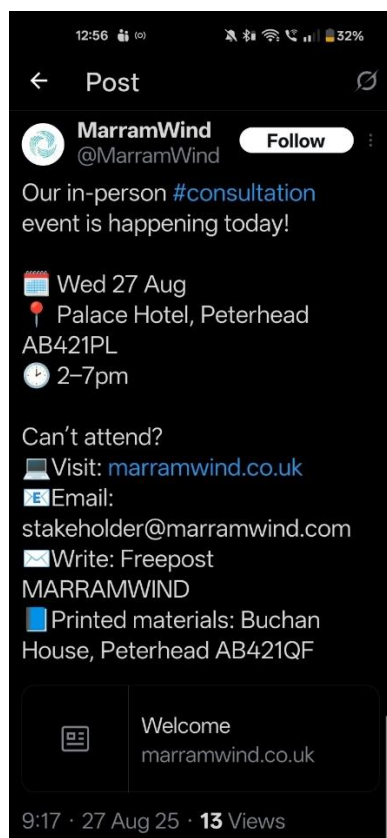 12:56
32%
Post
MarramWind
Follow
@MarramWind
Our in-person #consultation
event is happening today!
Wed 27 Aug
Palace Hotel, Peterhead
AB421PL
2–7pm
Can't attend?
Visit: marramwind.co.uk
Email:
stakeholder@marramwind.com
Write: Freepost
MARRAMWIND
Printed materials: Buchan
House, Peterhead AB421QF
Welcome
marramwind.co.uk
9:17 · 27 Aug 25 · 13 Views